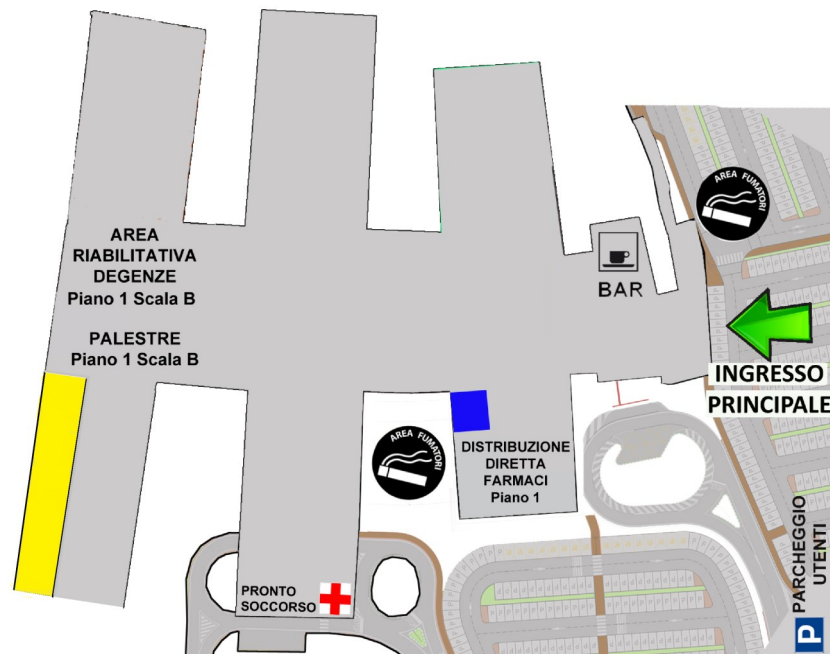 AREA FUMATORI
AREA
RIABILITATIVA
DEGENZE
Piano 1 Scala B
BAR
PALESTRE
Piano 1 Scala B
INGRESSO
PRINCIPALE
AREA FUMATORI
DISTRIBUZIONE
DIRETTA
FARMACI
Piano 1
PRONTO
SOCCORSO
P PARCHEGGIO
UTENTI